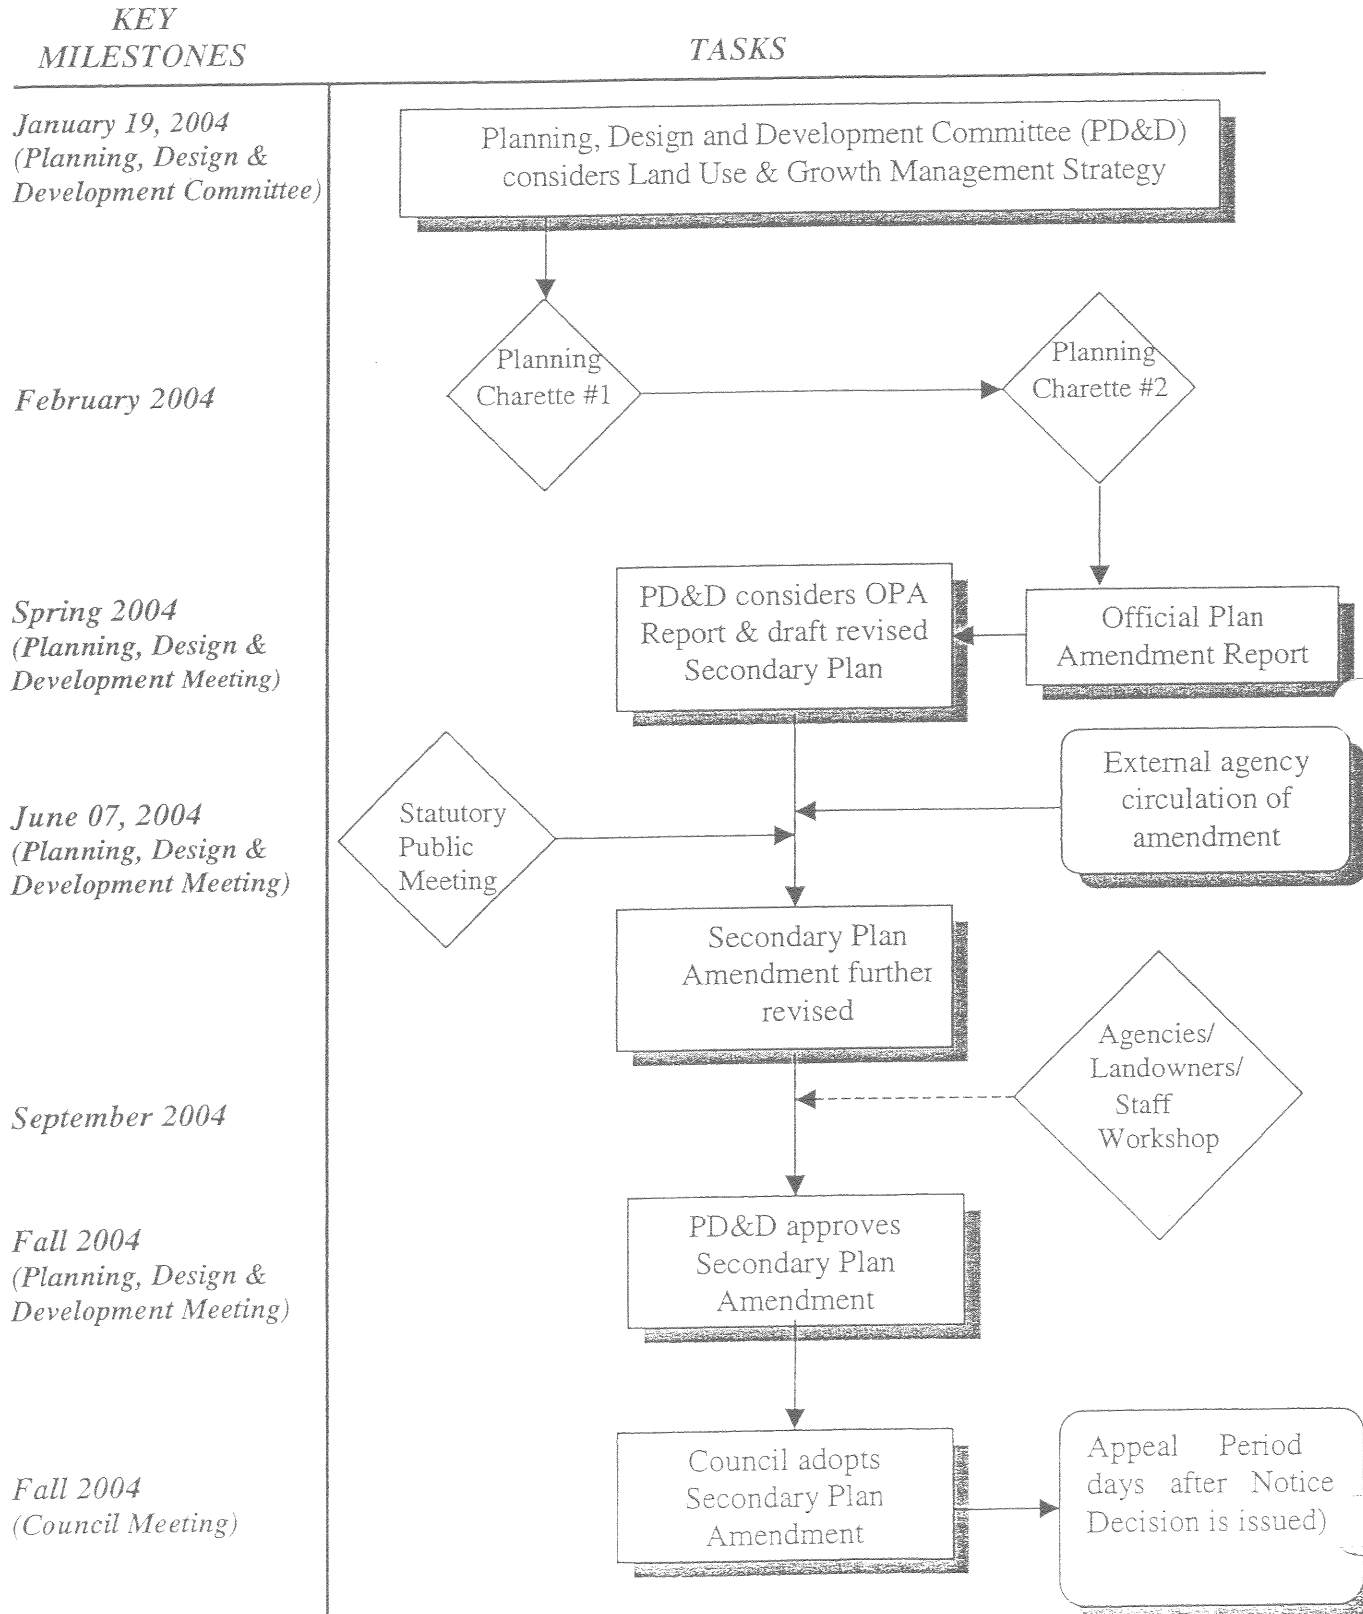 KEY
MILESTONES
TASKS
January 19, 2004
(Planning, Design &
Development Committee)
Planning, Design and Development Committee (PD&D)
considers Land Use & Growth Management Strategy
February 2004
Planning
Charette #1
Planning
Charette #2
Spring 2004
(Planning, Design &
Development Meeting)
PD&D considers OPA
Report & draft revised
Secondary Plan
Official Plan
Amendment Report
June 07, 2004
(Planning, Design &
Development Meeting)
Statutory
Public
Meeting
External agency
circulation of
amendment
Secondary Plan
Amendment further
revised
September 2004
Agencies/
Landowners/
Staff
Workshop
Fall 2004
(Planning, Design &
Development Meeting)
PD&D approves
Secondary Plan
Amendment
Fall 2004
(Council Meeting)
Council adopts
Secondary Plan
Amendment
Appeal Period
days after Notice
Decision is issued)